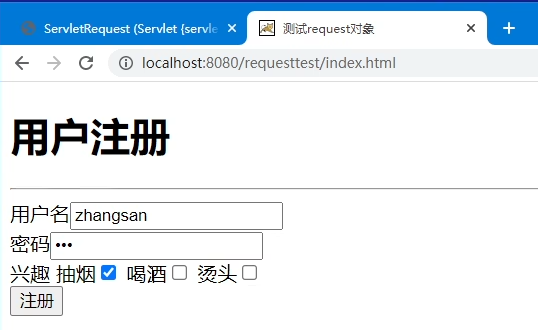 ServletRequest (Servlet {servle
测试request对象
localhost:8080/requesttest/index.html
用户注册
用户名 zhangsan
密码 •••
兴趣 抽烟 喝酒 烫头
注册